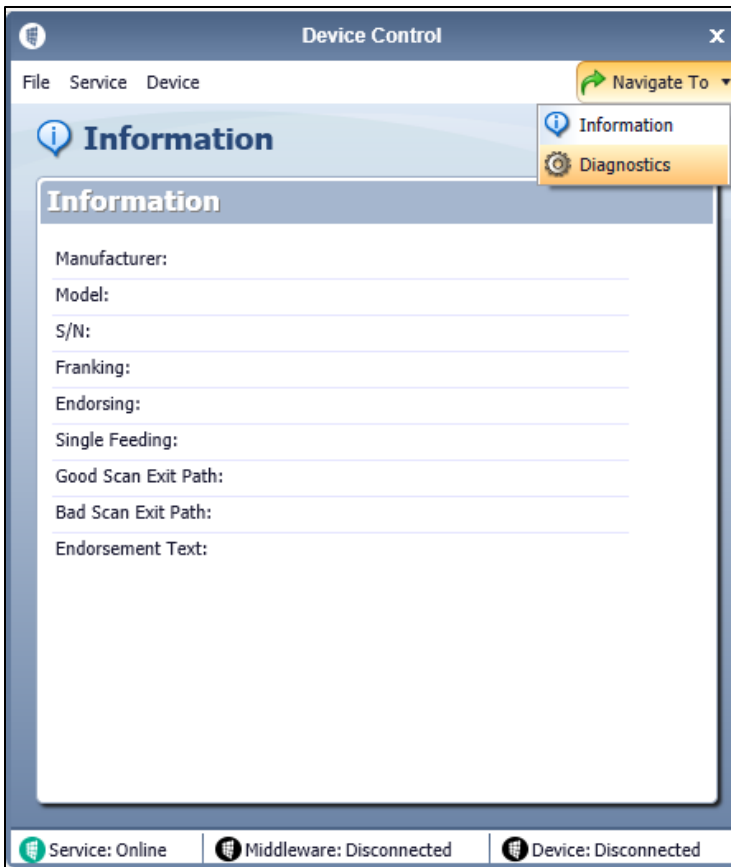 Device Control
x
File Service Device Navigate To
Information
Diagnostics
Information
Information
Manufacturer:
Model:
S/N:
Franking:
Endorsing:
Single Feeding:
Good Scan Exit Path:
Bad Scan Exit Path:
Endorsement Text:
Service: Online Middleware: Disconnected Device: Disconnected